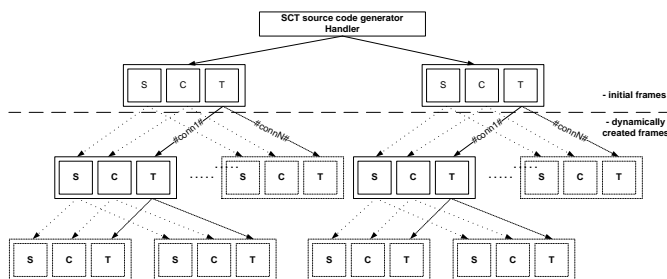 SCT source code generator
Handler
S C T
S C T
- initial frames
- dynamically
created frames
#conn1#
#connN#
#conn1#
#connN#
S C T
......
S C T
S C T
......
S C T
S C T
S C T
S C T
S C T